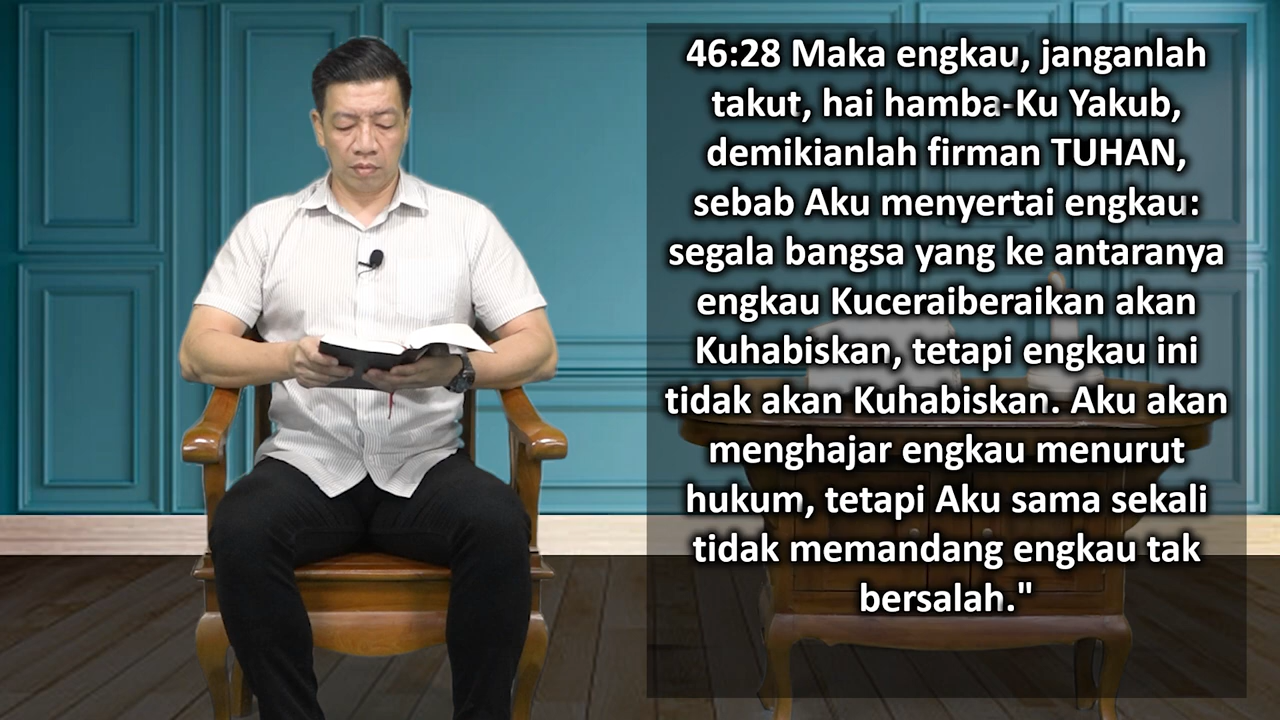 46:28 Maka engkau, janganlah
takut, hai hamba-Ku Yakub,
demikianlah firman TUHAN,
sebab Aku menyertai engkau:
segala bangsa yang ke antaranya
engkau Kuceraiberaikan akan
Kuhabiskan, tetapi engkau ini
tidak akan Kuhabiskan. Aku akan
menghajar engkau menurut
hukum, tetapi Aku sama sekali
tidak memandang engkau tak
bersalah."